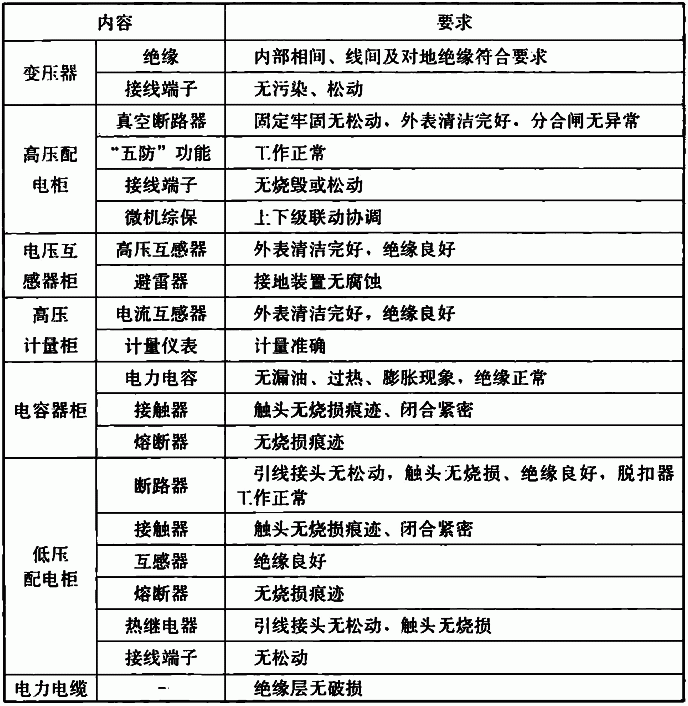 内容 要求
变压器 绝缘 内部相间、线间及对地绝缘符合要求
接线端子 无污染、松动
高压配
电柜
真空断路器 固定牢固无松动，外表清洁完好，分合闸无异常
“五防”功能 工作正常
接线端子 无烧毁或松动
微机综保 上下级联动协调
电压互
感器柜
高压互感器 外表清洁完好，绝缘良好
避雷器 接地装置无腐蚀
高压
计量柜
电流互感器 外表清洁完好，绝缘良好
计量仪表 计量准确
电容器柜 电力电容 无漏油、过热、膨胀现象，绝缘正常
接触器 触头无烧损痕迹、闭合紧密
熔断器 无烧损痕迹
低压
配电柜
断路器 引线接头无松动，触头无烧损、绝缘良好，脱扣器
工作正常
接触器 触头无烧损痕迹、闭合紧密
互感器 绝缘良好
熔断器 无烧损痕迹
热继电器 引线接头无松动，触头无烧损
接线端子 无松动
电力电缆 — 绝缘层无破损